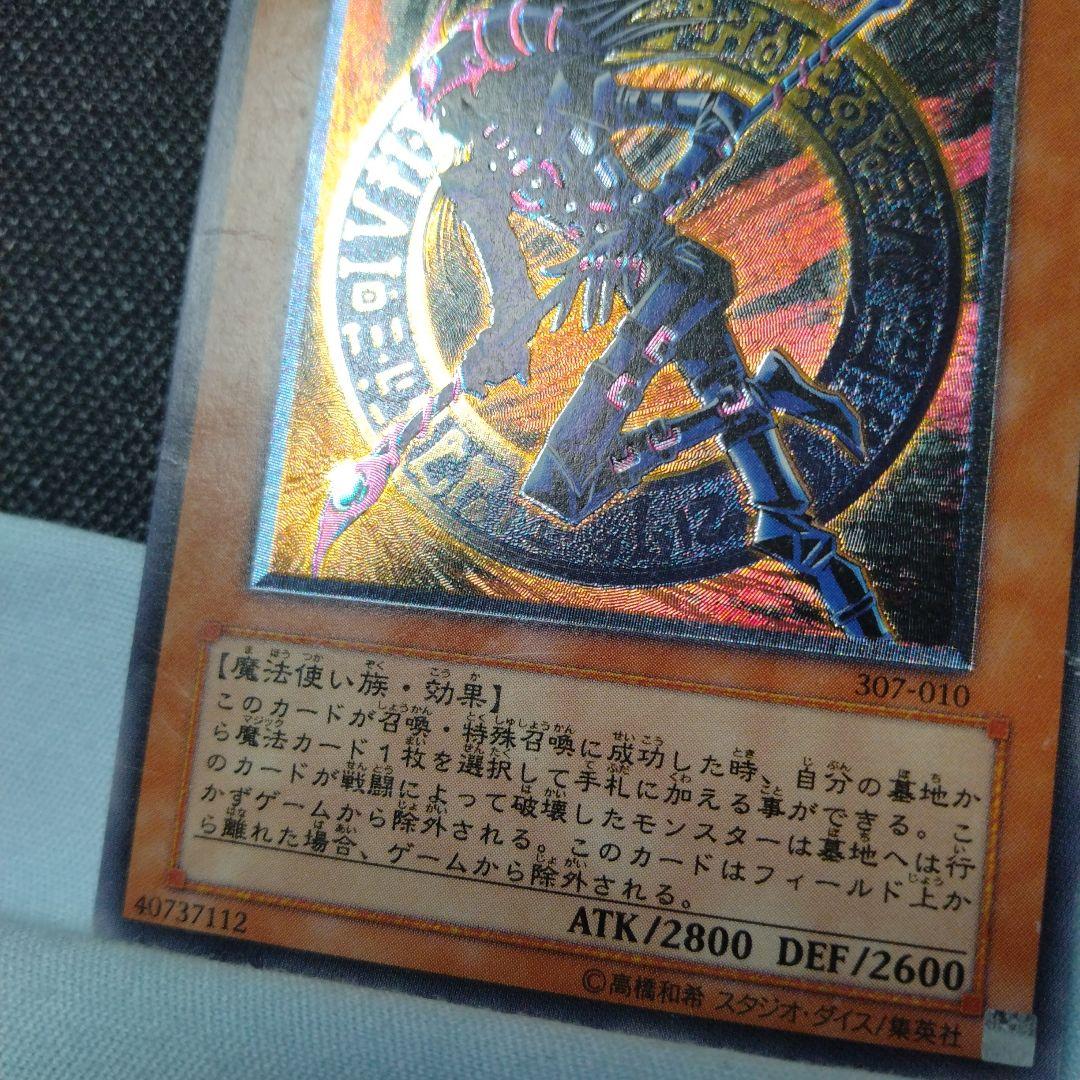 307-010
【魔法使い族・効果】
このカードが召喚・特殊召喚に成功した時、自分の墓地か
ら魔法カード1枚を選択して手札に加える事ができる。こ
のカードが戦闘によって破壊したモンスターは墓地へは行
かずゲームから除外される。このカードはフィールド上か
ら離れた場合、ゲームから除外される。
ATK/2800 DEF/2600
40737112
©高橋和希 スタジオ・ダイス/集英社